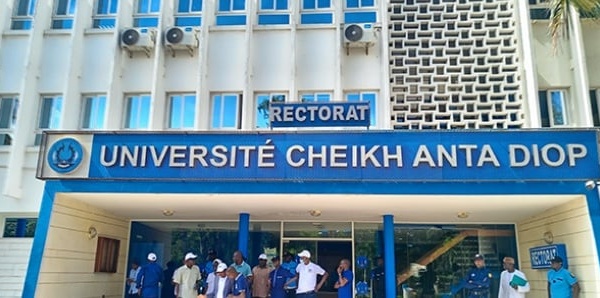 RECTORAT
UNIVERSITÉ CHEIKH ANTA DIOP
RECTORAT